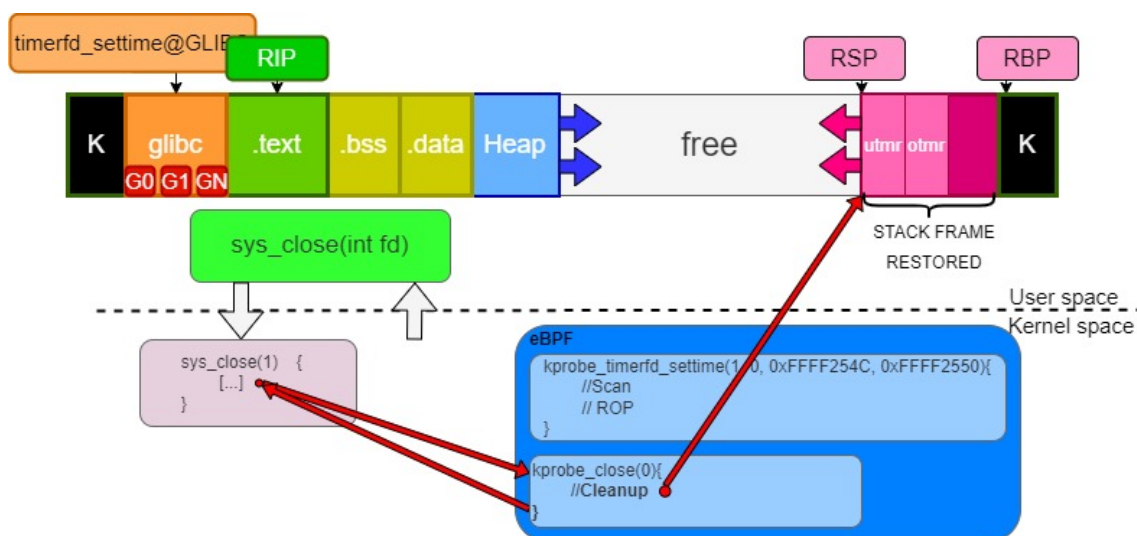 timerfd_settime@GLIB
RIP
RSP
RBP
K
glibc
.text
.bss
.data
Heap
free
utmr
otmr
K
G0
G1
GN
STACK FRAME
RESTORED
sys_close(int fd)
User space
Kernel space
eBPF
sys_close(1) {
[...]
}
kprobe_timerfd_settime(1, 0, 0xFFFF254C, 0xFFFF2550){
//Scan
// ROP
}
kprobe_close(0){
//Cleanup
}